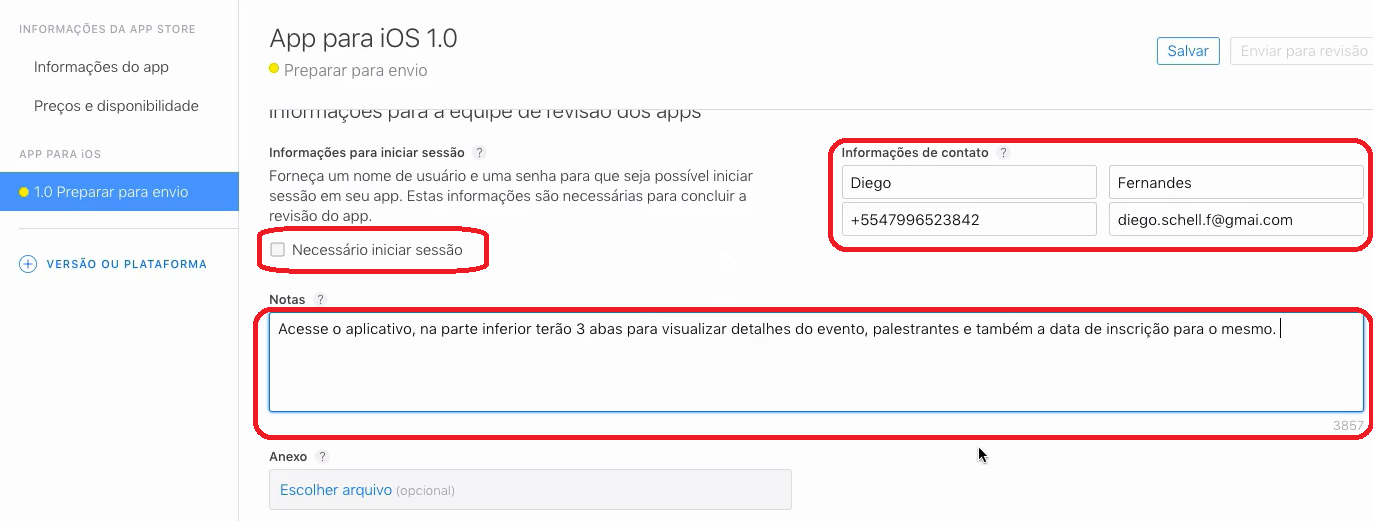 INFORMAÇÕES DA APP STORE
Informações do app
Preços e disponibilidade
APP PARA iOS
1.0 Preparar para envio
VERSÃO OU PLATAFORMA
App para iOS 1.0
Preparar para envio
Salvar
Enviar para revisão
Informações para a equipe de revisão dos apps
Informações para iniciar sessão ?
Forneça um nome de usuário e uma senha para que seja possível iniciar
sessão em seu app. Estas informações são necessárias para concluir a
revisão do app.
Necessário iniciar sessão
Informações de contato ?
Diego
Fernandes
+5547996523842
diego.schell.f@gmai.com
Notas ?
Acesse o aplicativo, na parte inferior terão 3 abas para visualizar detalhes do evento, palestrantes e também a data de inscrição para o mesmo.
3857
Anexo ?
Escolher arquivo (opcional)